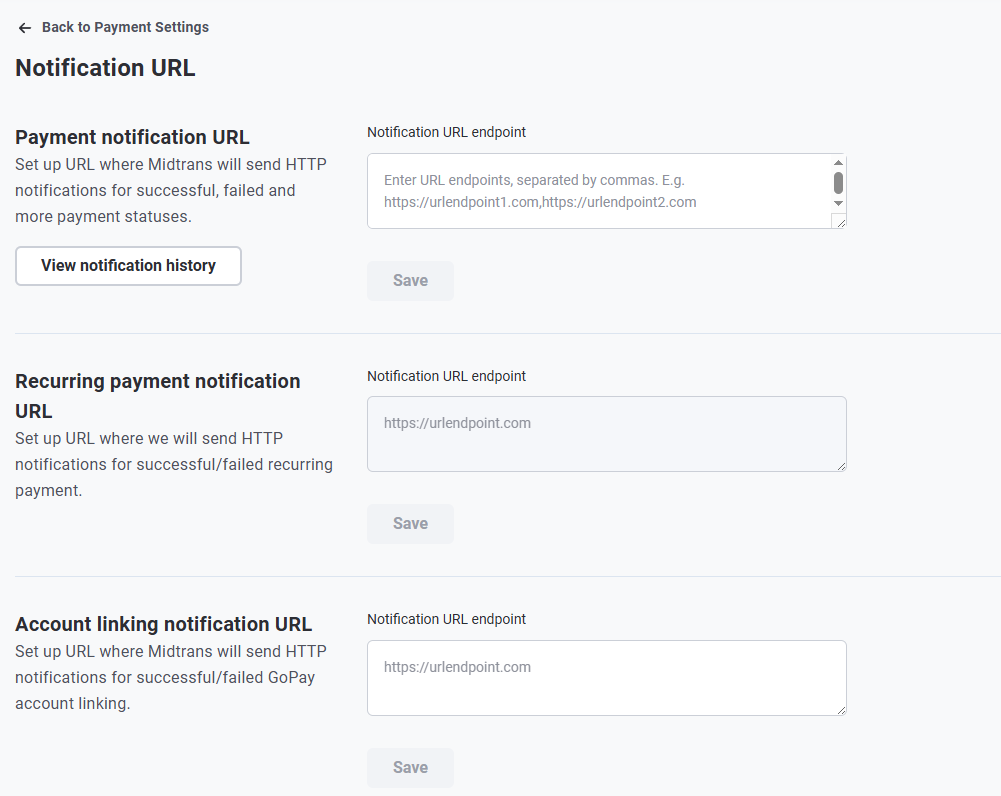 Back to Payment Settings
Notification URL
Payment notification URL
Set up URL where Midtrans will send HTTP
notifications for successful, failed and
more payment statuses.
View notification history
Notification URL endpoint
Enter URL endpoints, separated by commas. E.g.
https://urlendpoint1.com,https://urlendpoint2.com
Save
Recurring payment notification
URL
Set up URL where we will send HTTP
notifications for successful/failed recurring
payment.
Notification URL endpoint
https://urlendpoint.com
Save
Account linking notification URL
Set up URL where Midtrans will send HTTP
notifications for successful/failed GoPay
account linking.
Notification URL endpoint
https://urlendpoint.com
Save